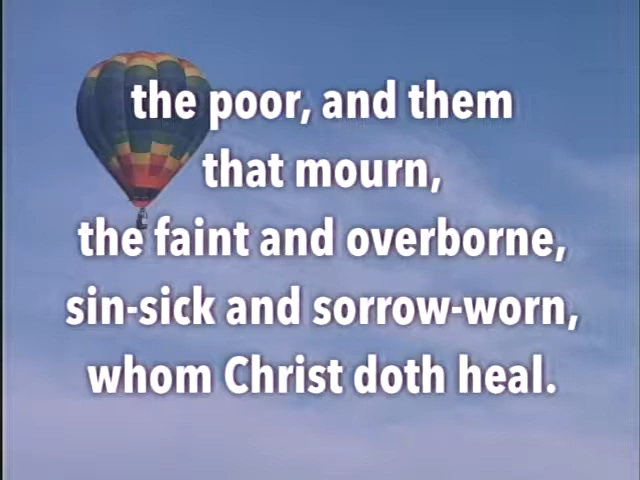 the poor, and them
that mourn,
the faint and overborne,
sin-sick and sorrow-worn,
whom Christ doth heal.